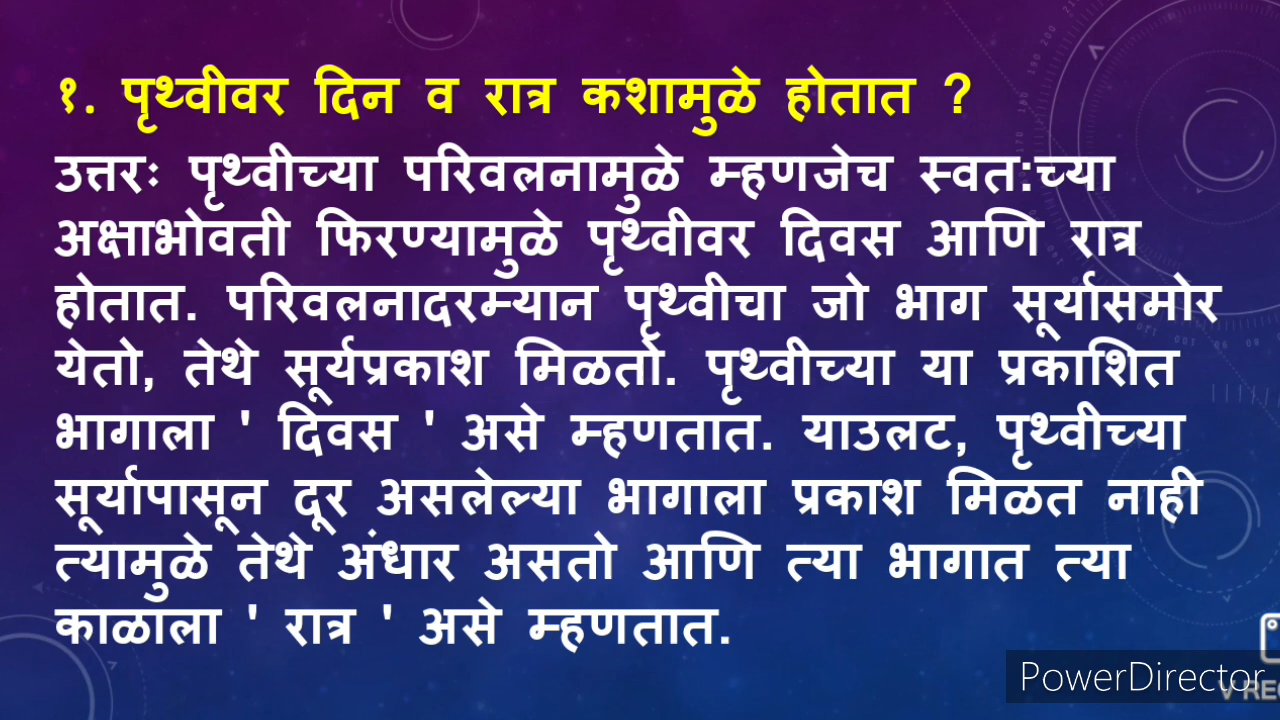 १. पृथ्वीवर दिन व रात्र कशामुळे होतात ?
उत्तरः पृथ्वीच्या परिवलनामुळे म्हणजेच स्वत:च्या
अक्षाभोवती फिरण्यामुळे पृथ्वीवर दिवस आणि रात्र
होतात. परिवलनादरम्यान पृथ्वीचा जो भाग सूर्यासमोर
येतो, तेथे सूर्यप्रकाश मिळतो. पृथ्वीच्या या प्रकाशित
भागाला ' दिवस ' असे म्हणतात. याउलट, पृथ्वीच्या
सूर्यापासून दूर असलेल्या भागाला प्रकाश मिळत नाही
त्यामुळे तेथे अंधार असतो आणि त्या भागात त्या
काळाला ' रात्र ' असे म्हणतात.
PowerDirector